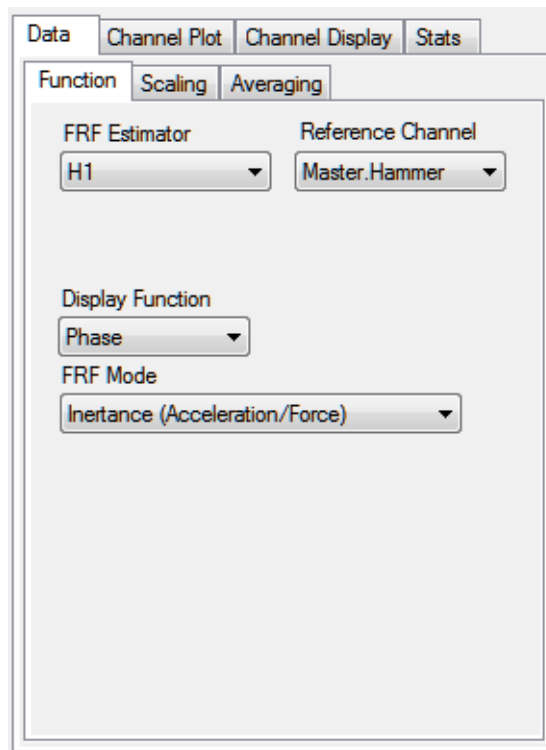 Data Channel Plot Channel Display Stats
Function Scaling Averaging
FRF Estimator Reference Channel
H1 Master.Hammer
Display Function
Phase
FRF Mode
Inertance (Acceleration/Force)